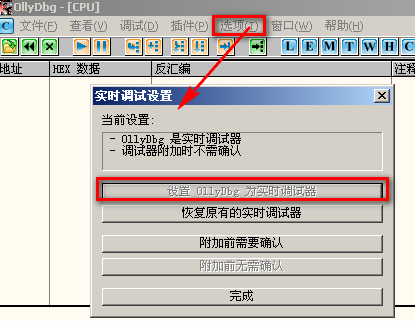 OllyDbg - [CPU]
C 文件(F) 查看(V) 调试(D) 插件(P) 选项(T) 窗口(W) 帮助(H)
L E M T W H C
地址 HEX 数据 反汇编 注释
实时调试设置
当前设置:
- OllyDbg 是实时调试器
- 调试器附加时不需确认
设置 OllyDbg 为实时调试器
恢复原有的实时调试器
附加前需要确认
附加前无需确认
完成